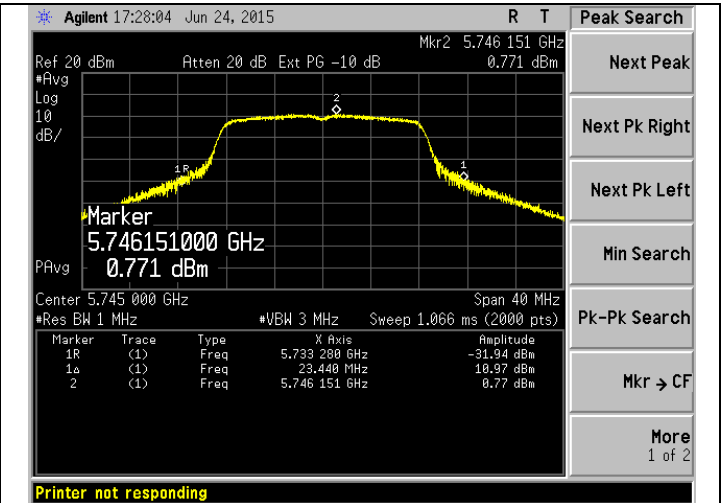 Agilent 17:28:04 Jun 24, 2015 R T Peak Search
Mkr2 5.746 151 GHz
Ref 20 dBm Atten 20 dB Ext PG -10 dB 0.771 dBm
#Avg
Log
10
dB/
2
1R
1
Marker
5.746151000 GHz
0.771 dBm
PAvg
Center 5.745 000 GHz Span 40 MHz
#Res BW 1 MHz #VBW 3 MHz Sweep 1.066 ms (2000 pts)
Marker Trace Type X Axis Amplitude
1R (1) Freq 5.733 280 GHz -31.94 dBm
1Δ (1) Freq 23.440 MHz 10.97 dBm
2 (1) Freq 5.746 151 GHz 0.77 dBm
Next Peak
Next Pk Right
Next Pk Left
Min Search
Pk-Pk Search
Mkr → CF
More
1 of 2
Printer not responding